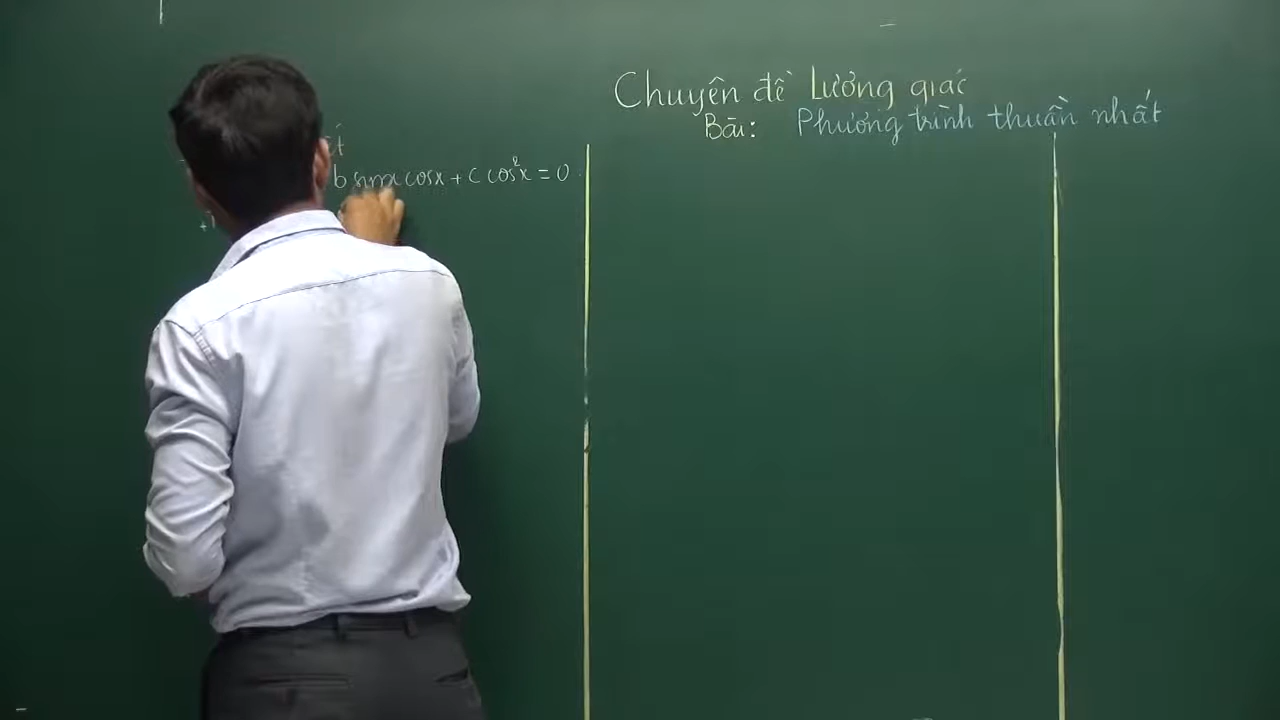 Chuyên đề Lượng giác
Bài: Phương trình thuần nhất
b sinx cosx + c cos²x = 0